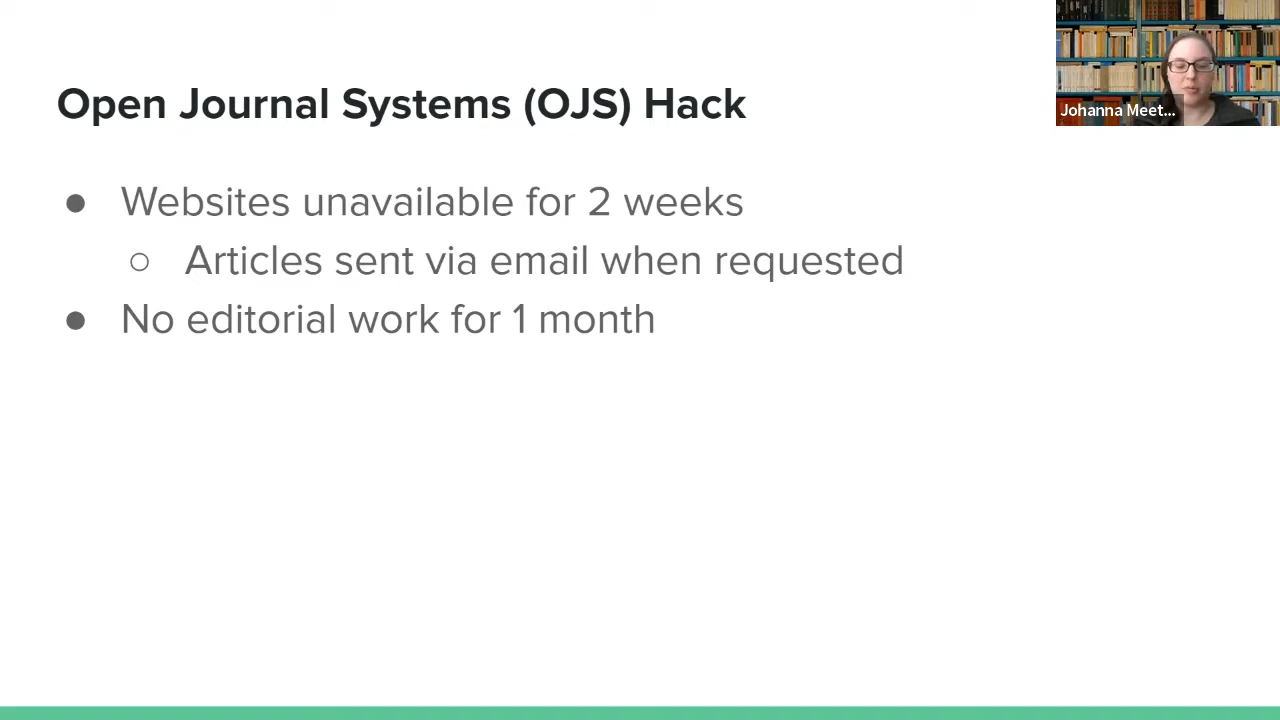 Open Journal Systems (OJS) Hack
Johanna Meet...
● Websites unavailable for 2 weeks
○ Articles sent via email when requested
● No editorial work for 1 month